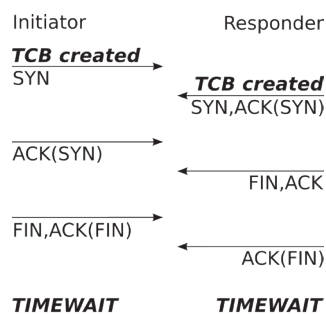 Initiator Responder
TCB created
SYN
TCB created
SYN,ACK(SYN)
ACK(SYN)
FIN,ACK
FIN,ACK(FIN)
ACK(FIN)
TIMEWAIT TIMEWAIT